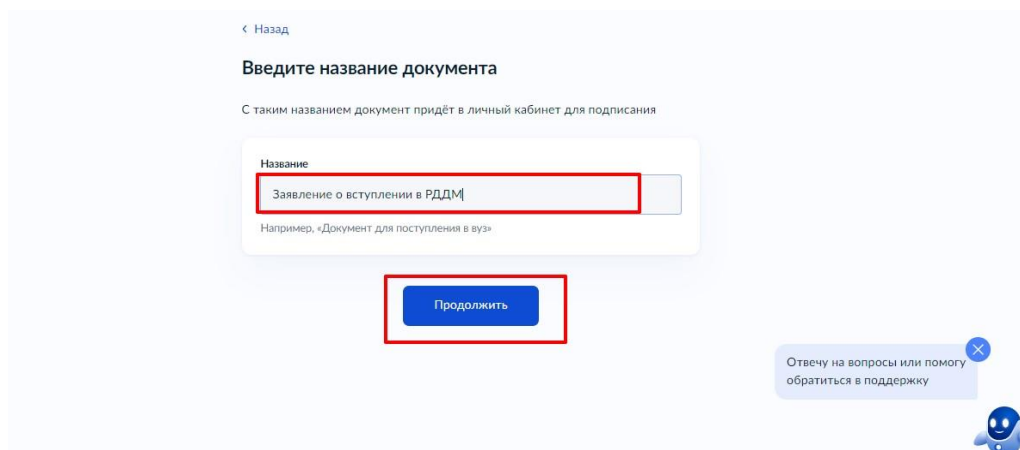 Назад
Введите название документа
С таким названием документ придёт в личный кабинет для подписания
Название
Заявление о вступлении в РДДМ
Например, «Документ для поступления в вуз»
Продолжить
Отвечу на вопросы или помогу
обратиться в поддержку